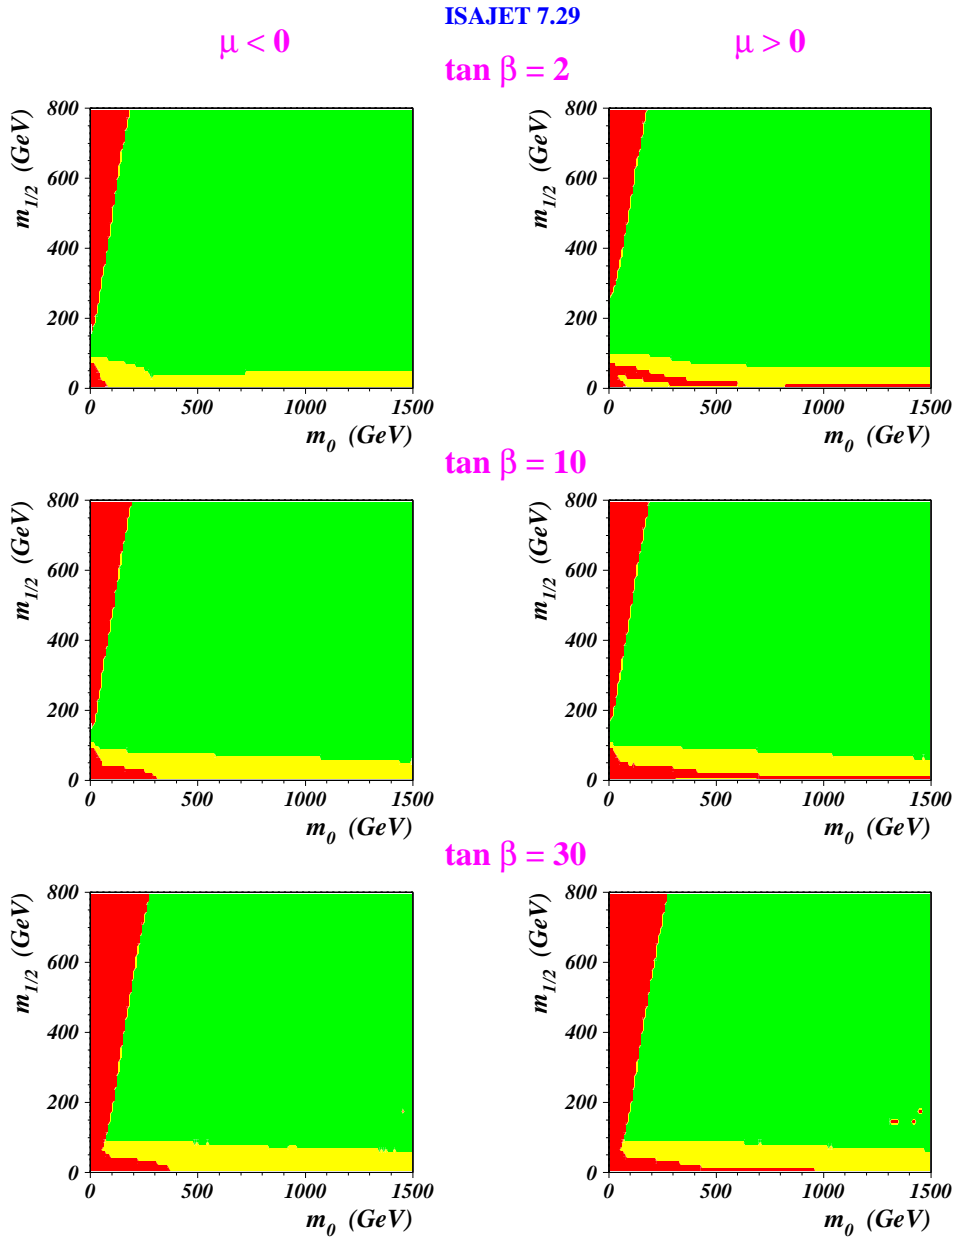 ISAJET 7.29
μ < 0 μ > 0
tan β = 2
800 800
600 600
400 400
200 200
0 0
0 500 1000 1500 0 500 1000 1500
m1/2 (GeV) m1/2 (GeV)
m0 (GeV) m0 (GeV)
tan β = 10
800 800
600 600
400 400
200 200
0 0
0 500 1000 1500 0 500 1000 1500
m1/2 (GeV) m1/2 (GeV)
m0 (GeV) m0 (GeV)
tan β = 30
800 800
600 600
400 400
200 200
0 0
0 500 1000 1500 0 500 1000 1500
m1/2 (GeV) m1/2 (GeV)
m0 (GeV) m0 (GeV)